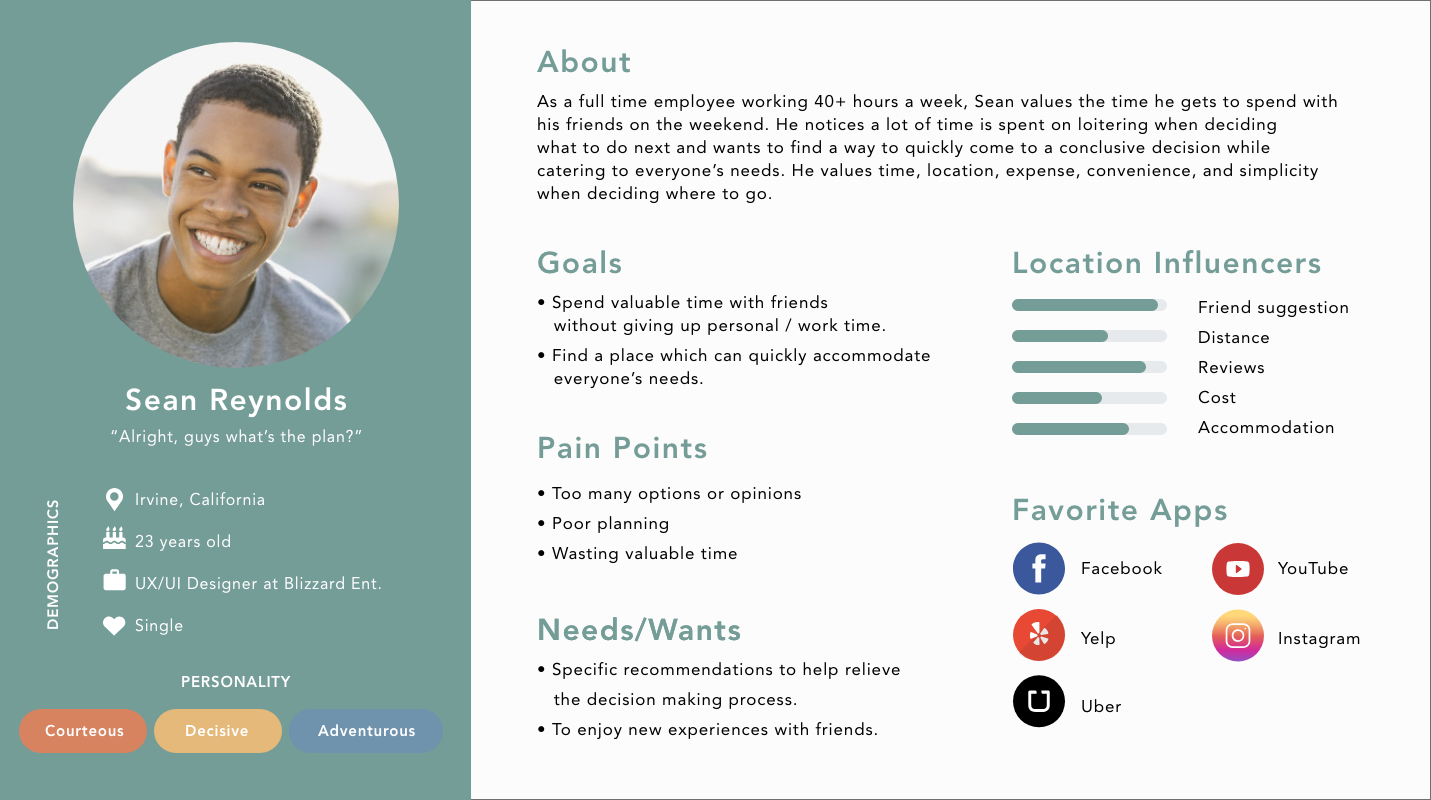 Sean Reynolds
“Alright, guys what’s the plan?”
DEMOGRAPHICS
Irvine, California
23 years old
UX/UI Designer at Blizzard Ent.
Single
PERSONALITY
Courteous
Decisive
Adventurous
About
As a full time employee working 40+ hours a week, Sean values the time he gets to spend with
his friends on the weekend. He notices a lot of time is spent on loitering when deciding
what to do next and wants to find a way to quickly come to a conclusive decision while
catering to everyone’s needs. He values time, location, expense, convenience, and simplicity
when deciding where to go.
Goals
• Spend valuable time with friends
without giving up personal / work time.
• Find a place which can quickly accommodate
everyone’s needs.
Pain Points
• Too many options or opinions
• Poor planning
• Wasting valuable time
Needs/Wants
• Specific recommendations to help relieve
the decision making process.
• To enjoy new experiences with friends.
Location Influencers
Friend suggestion
Distance
Reviews
Cost
Accommodation
Favorite Apps
Facebook
YouTube
Yelp
Instagram
Uber